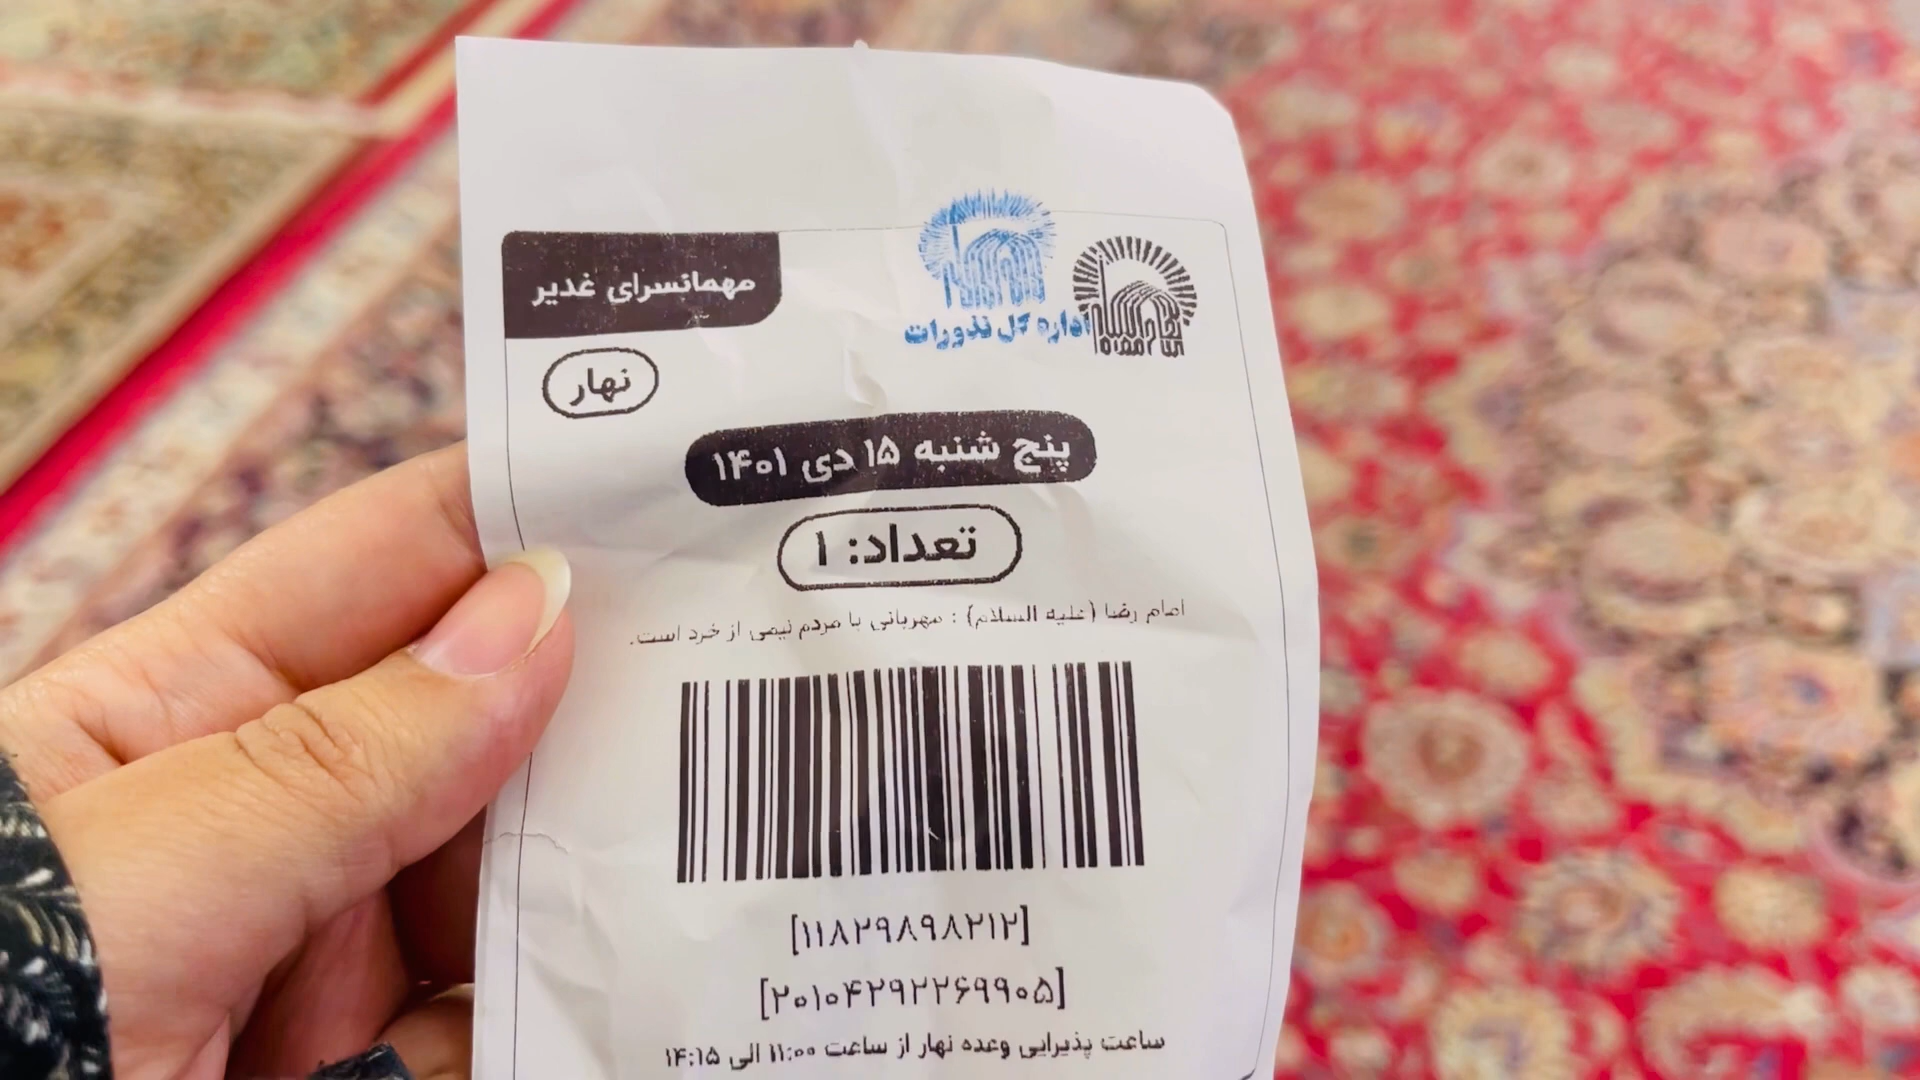 مهمانسرای غدیر
اداره کل نذورات
نهار
پنج شنبه ۱۵ دی ۱۴۰۱
تعداد: ۱
امام رضا (علیه السلام) : مهربانی با مردم نیمی از خرد است.
[۱۱۸۲۹۸۹۸۲۱۲]
[۲۰۱۰۴۲۹۲۲۶۹۹۰۵]
ساعت پذیرایی وعده نهار از ساعت ۱۱:۰۰ الی ۱۴:۱۵